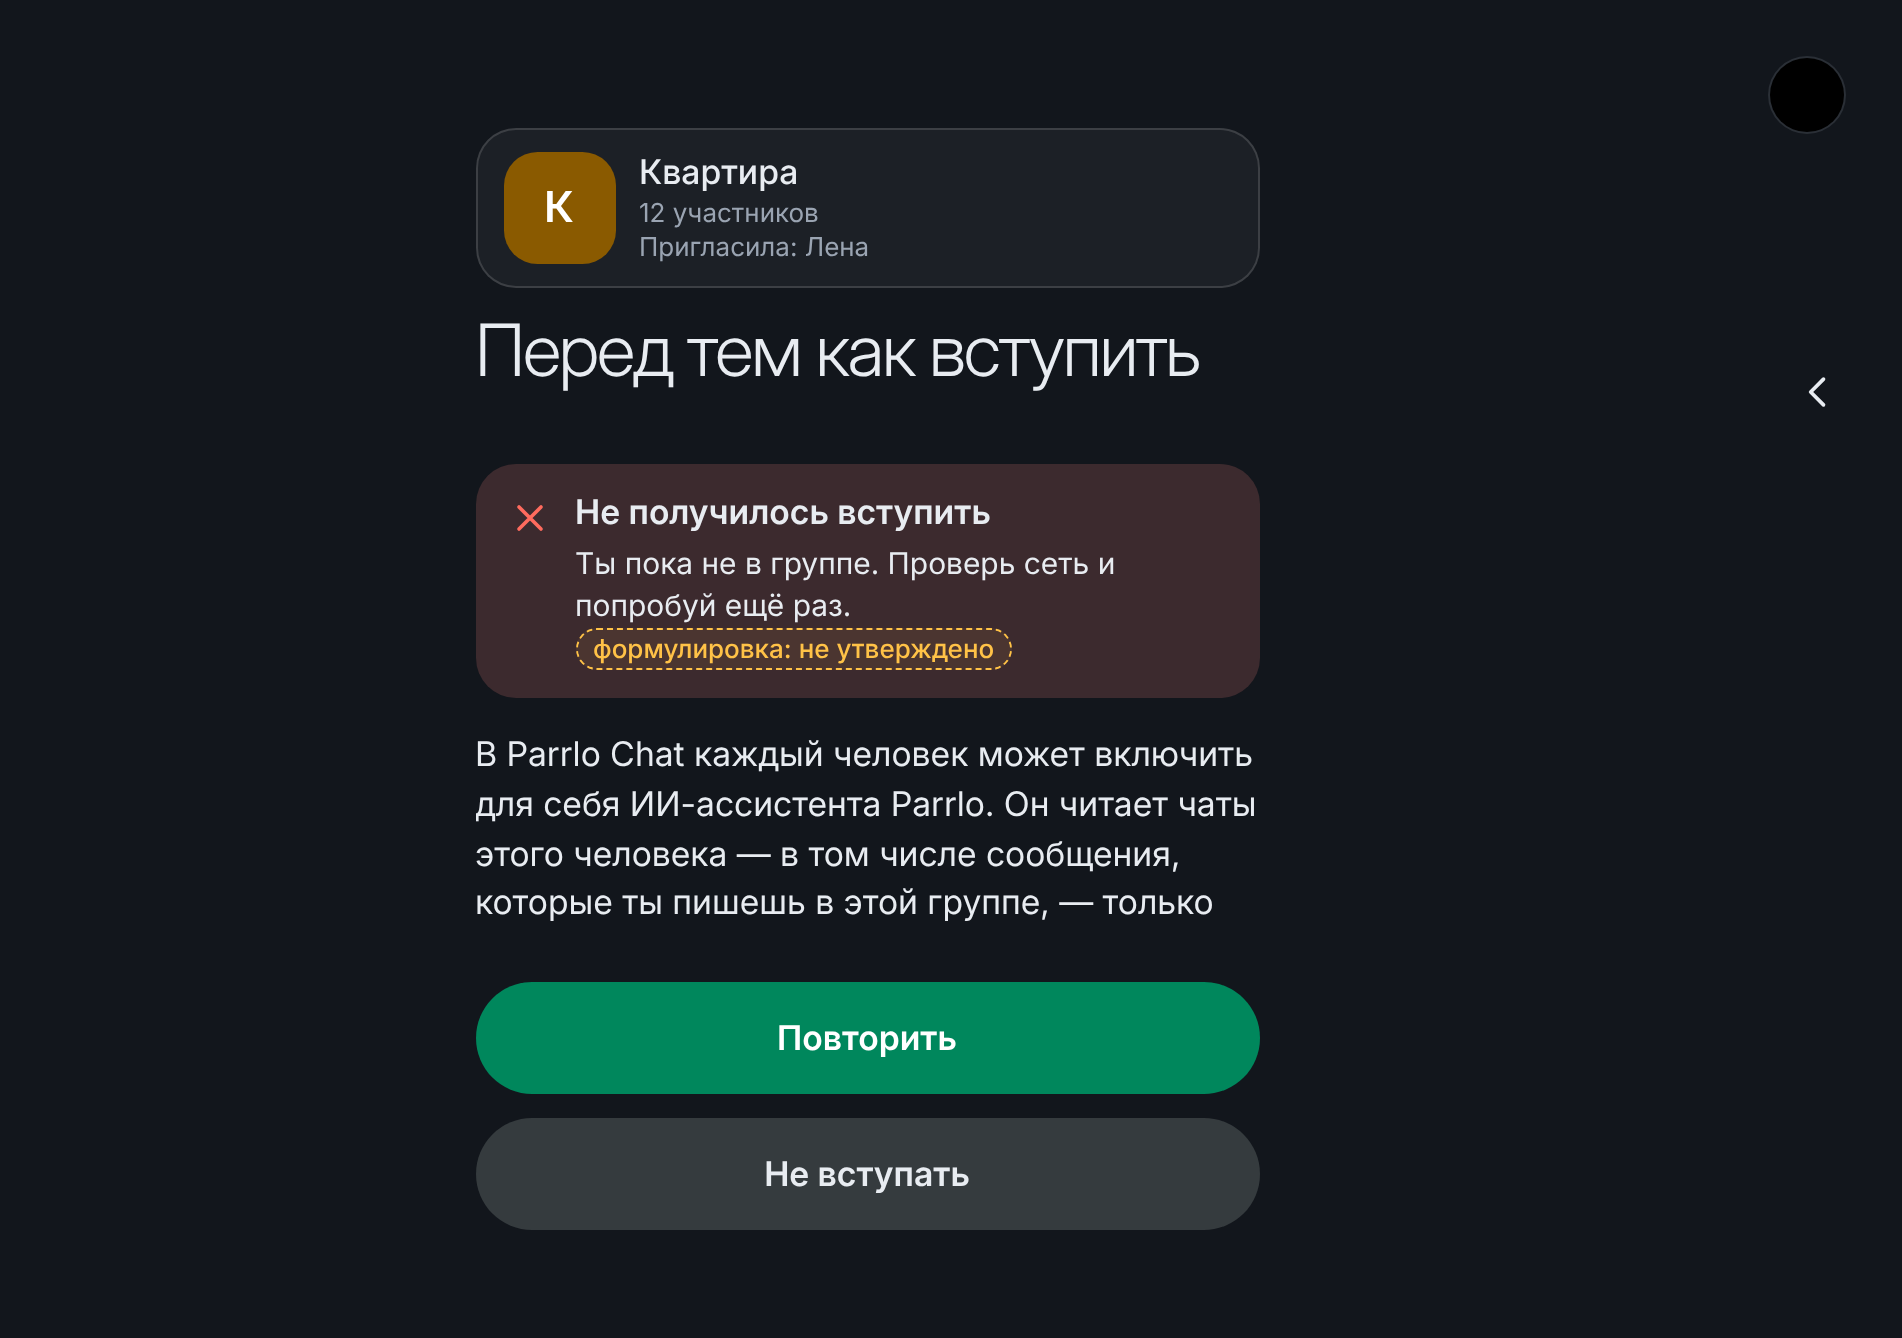 К
Квартира
12 участников
Пригласила: Лена
Перед тем как вступить
Не получилось вступить
Ты пока не в группе. Проверь сеть и
попробуй ещё раз.
формулировка: не утверждено
В Parrlo Chat каждый человек может включить
для себя ИИ-ассистента Parrlo. Он читает чаты
этого человека — в том числе сообщения,
которые ты пишешь в этой группе, — только
Повторить
Не вступать